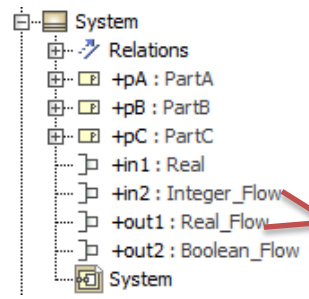 System
Relations
+pA : PartA
+pB : PartB
+pC : PartC
+in1 : Real
+in2 : Integer_Flow
+out1 : Real_Flow
+out2 : Boolean_Flow
System